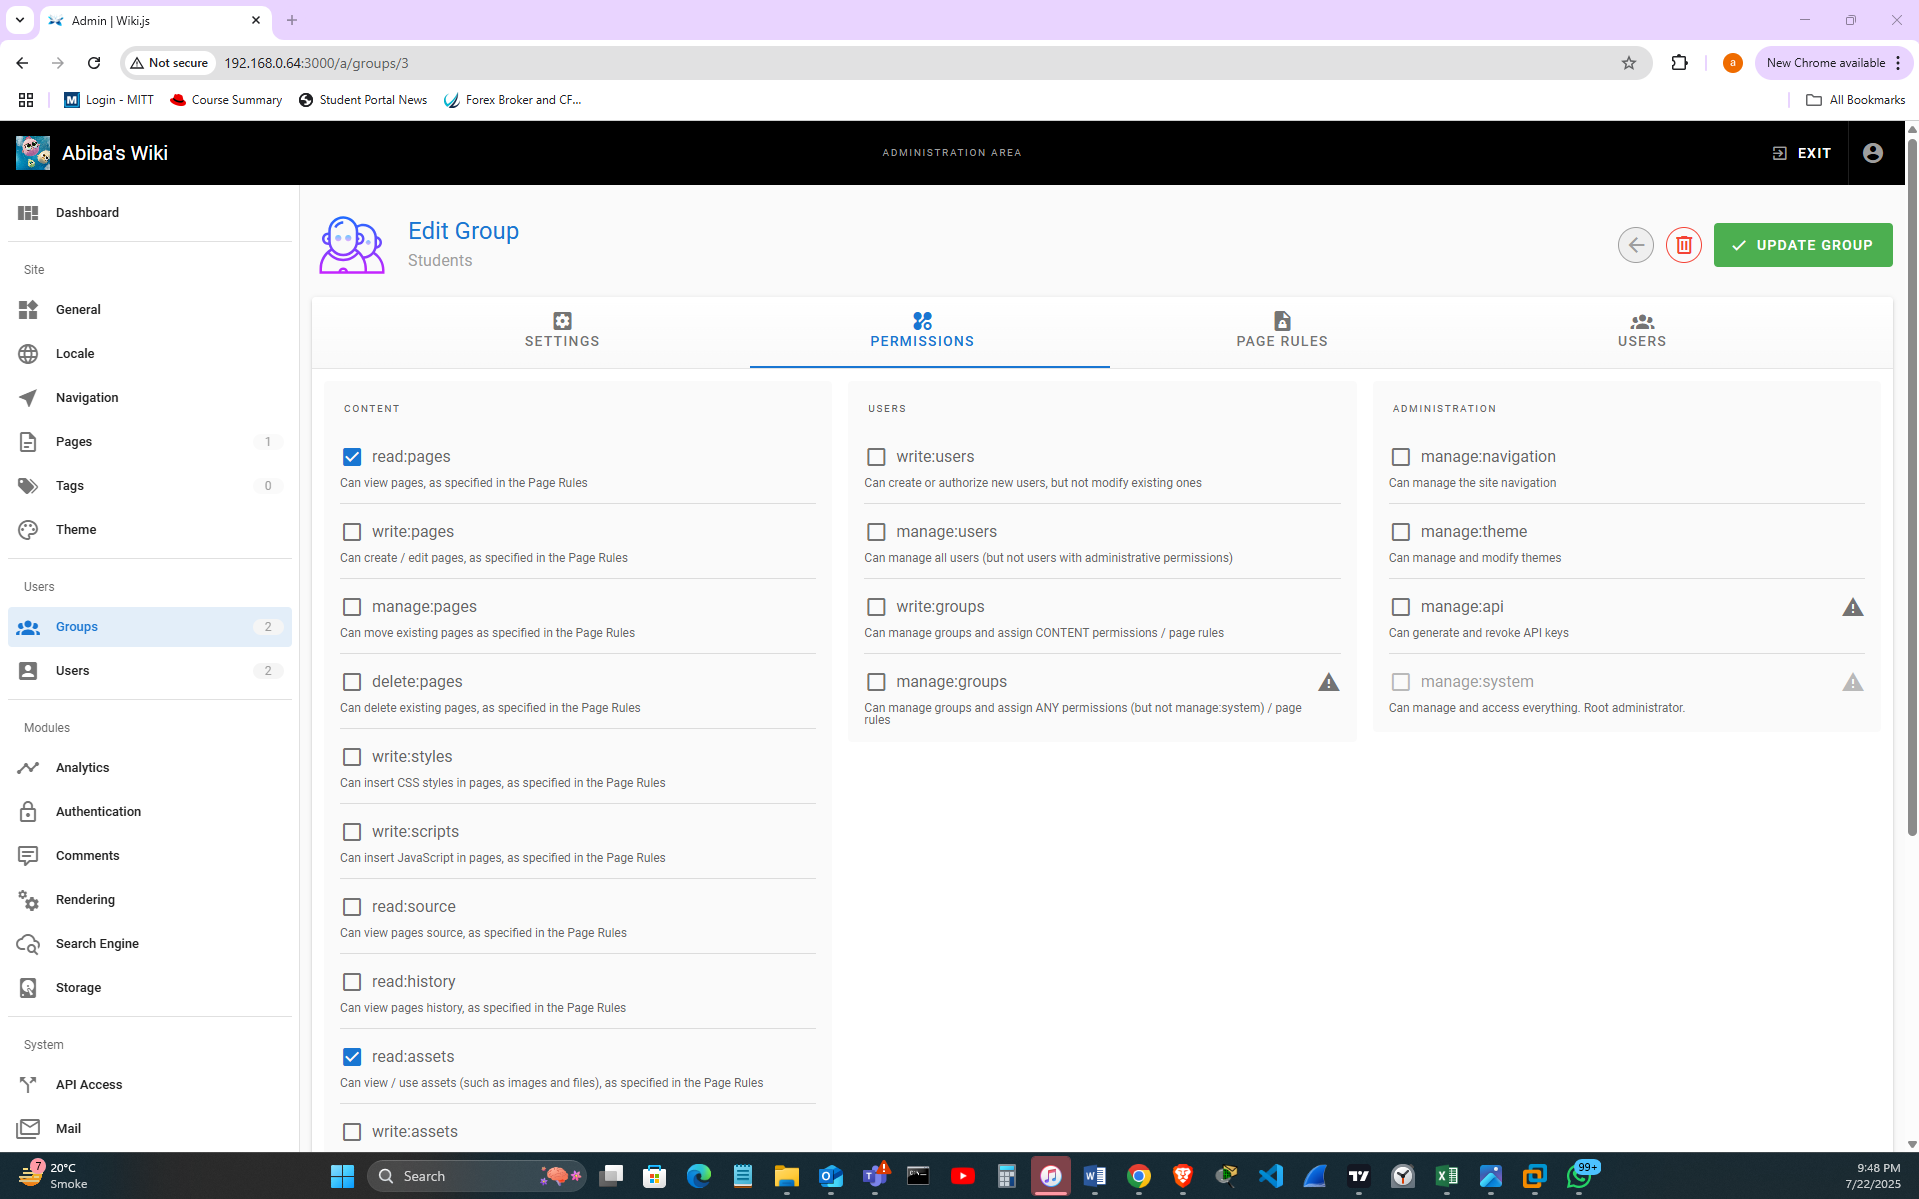 Admin | Wiki.js
Not secure
192.168.0.64:3000/a/groups/3
a
New Chrome available
M Login - MITT
Course Summary
Student Portal News
Forex Broker and CF...
All Bookmarks
Abiba's Wiki
ADMINISTRATION AREA
EXIT
Dashboard
Site
General
Locale
Navigation
Pages 1
Tags 0
Theme
Users
Groups 2
Users 2
Modules
Analytics
Authentication
Comments
Rendering
Search Engine
Storage
System
API Access
Mail
Edit Group
Students
UPDATE GROUP
SETTINGS
PERMISSIONS
PAGE RULES
USERS
CONTENT
read:pages
Can view pages, as specified in the Page Rules
write:pages
Can create / edit pages, as specified in the Page Rules
manage:pages
Can move existing pages as specified in the Page Rules
delete:pages
Can delete existing pages, as specified in the Page Rules
write:styles
Can insert CSS styles in pages, as specified in the Page Rules
write:scripts
Can insert JavaScript in pages, as specified in the Page Rules
read:source
Can view pages source, as specified in the Page Rules
read:history
Can view pages history, as specified in the Page Rules
read:assets
Can view / use assets (such as images and files), as specified in the Page Rules
write:assets
USERS
write:users
Can create or authorize new users, but not modify existing ones
manage:users
Can manage all users (but not users with administrative permissions)
write:groups
Can manage groups and assign CONTENT permissions / page rules
manage:groups
Can manage groups and assign ANY permissions (but not manage:system) / page
rules
ADMINISTRATION
manage:navigation
Can manage the site navigation
manage:theme
Can manage and modify themes
manage:api
Can generate and revoke API keys
manage:system
Can manage and access everything. Root administrator.
7
20°C
Smoke
Search
99+
9:48 PM
7/22/2025